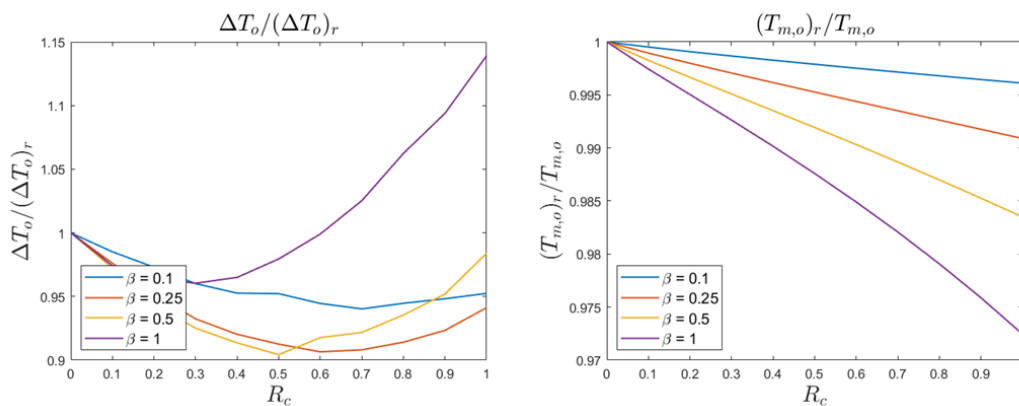 ΔT_o/(ΔT_o)_r
ΔT_o/(ΔT_o)_r
1.15
1.1
1.05
1
0.95
0.9
β = 0.1
β = 0.25
β = 0.5
β = 1
0 0.1 0.2 0.3 0.4 0.5 0.6 0.7 0.8 0.9 1
R_c
(T_{m,o})_r/T_{m,o}
(T_{m,o})_r/T_{m,o}
1
0.995
0.99
0.985
0.98
0.975
0.97
β = 0.1
β = 0.25
β = 0.5
β = 1
0 0.1 0.2 0.3 0.4 0.5 0.6 0.7 0.8 0.9
R_c